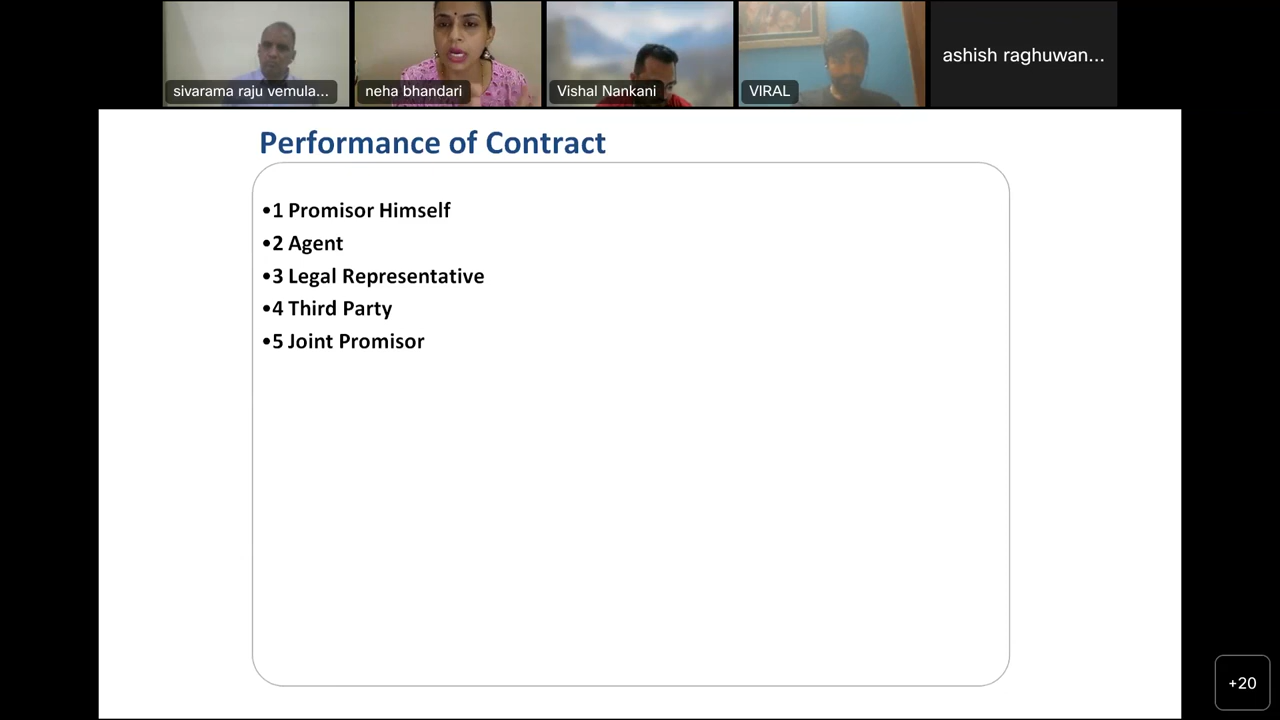 sivarama raju vemula...
neha bhandari
Vishal Nankani
VIRAL
ashish raghuwan...
Performance of Contract
•1 Promisor Himself
•2 Agent
•3 Legal Representative
•4 Third Party
•5 Joint Promisor
+20